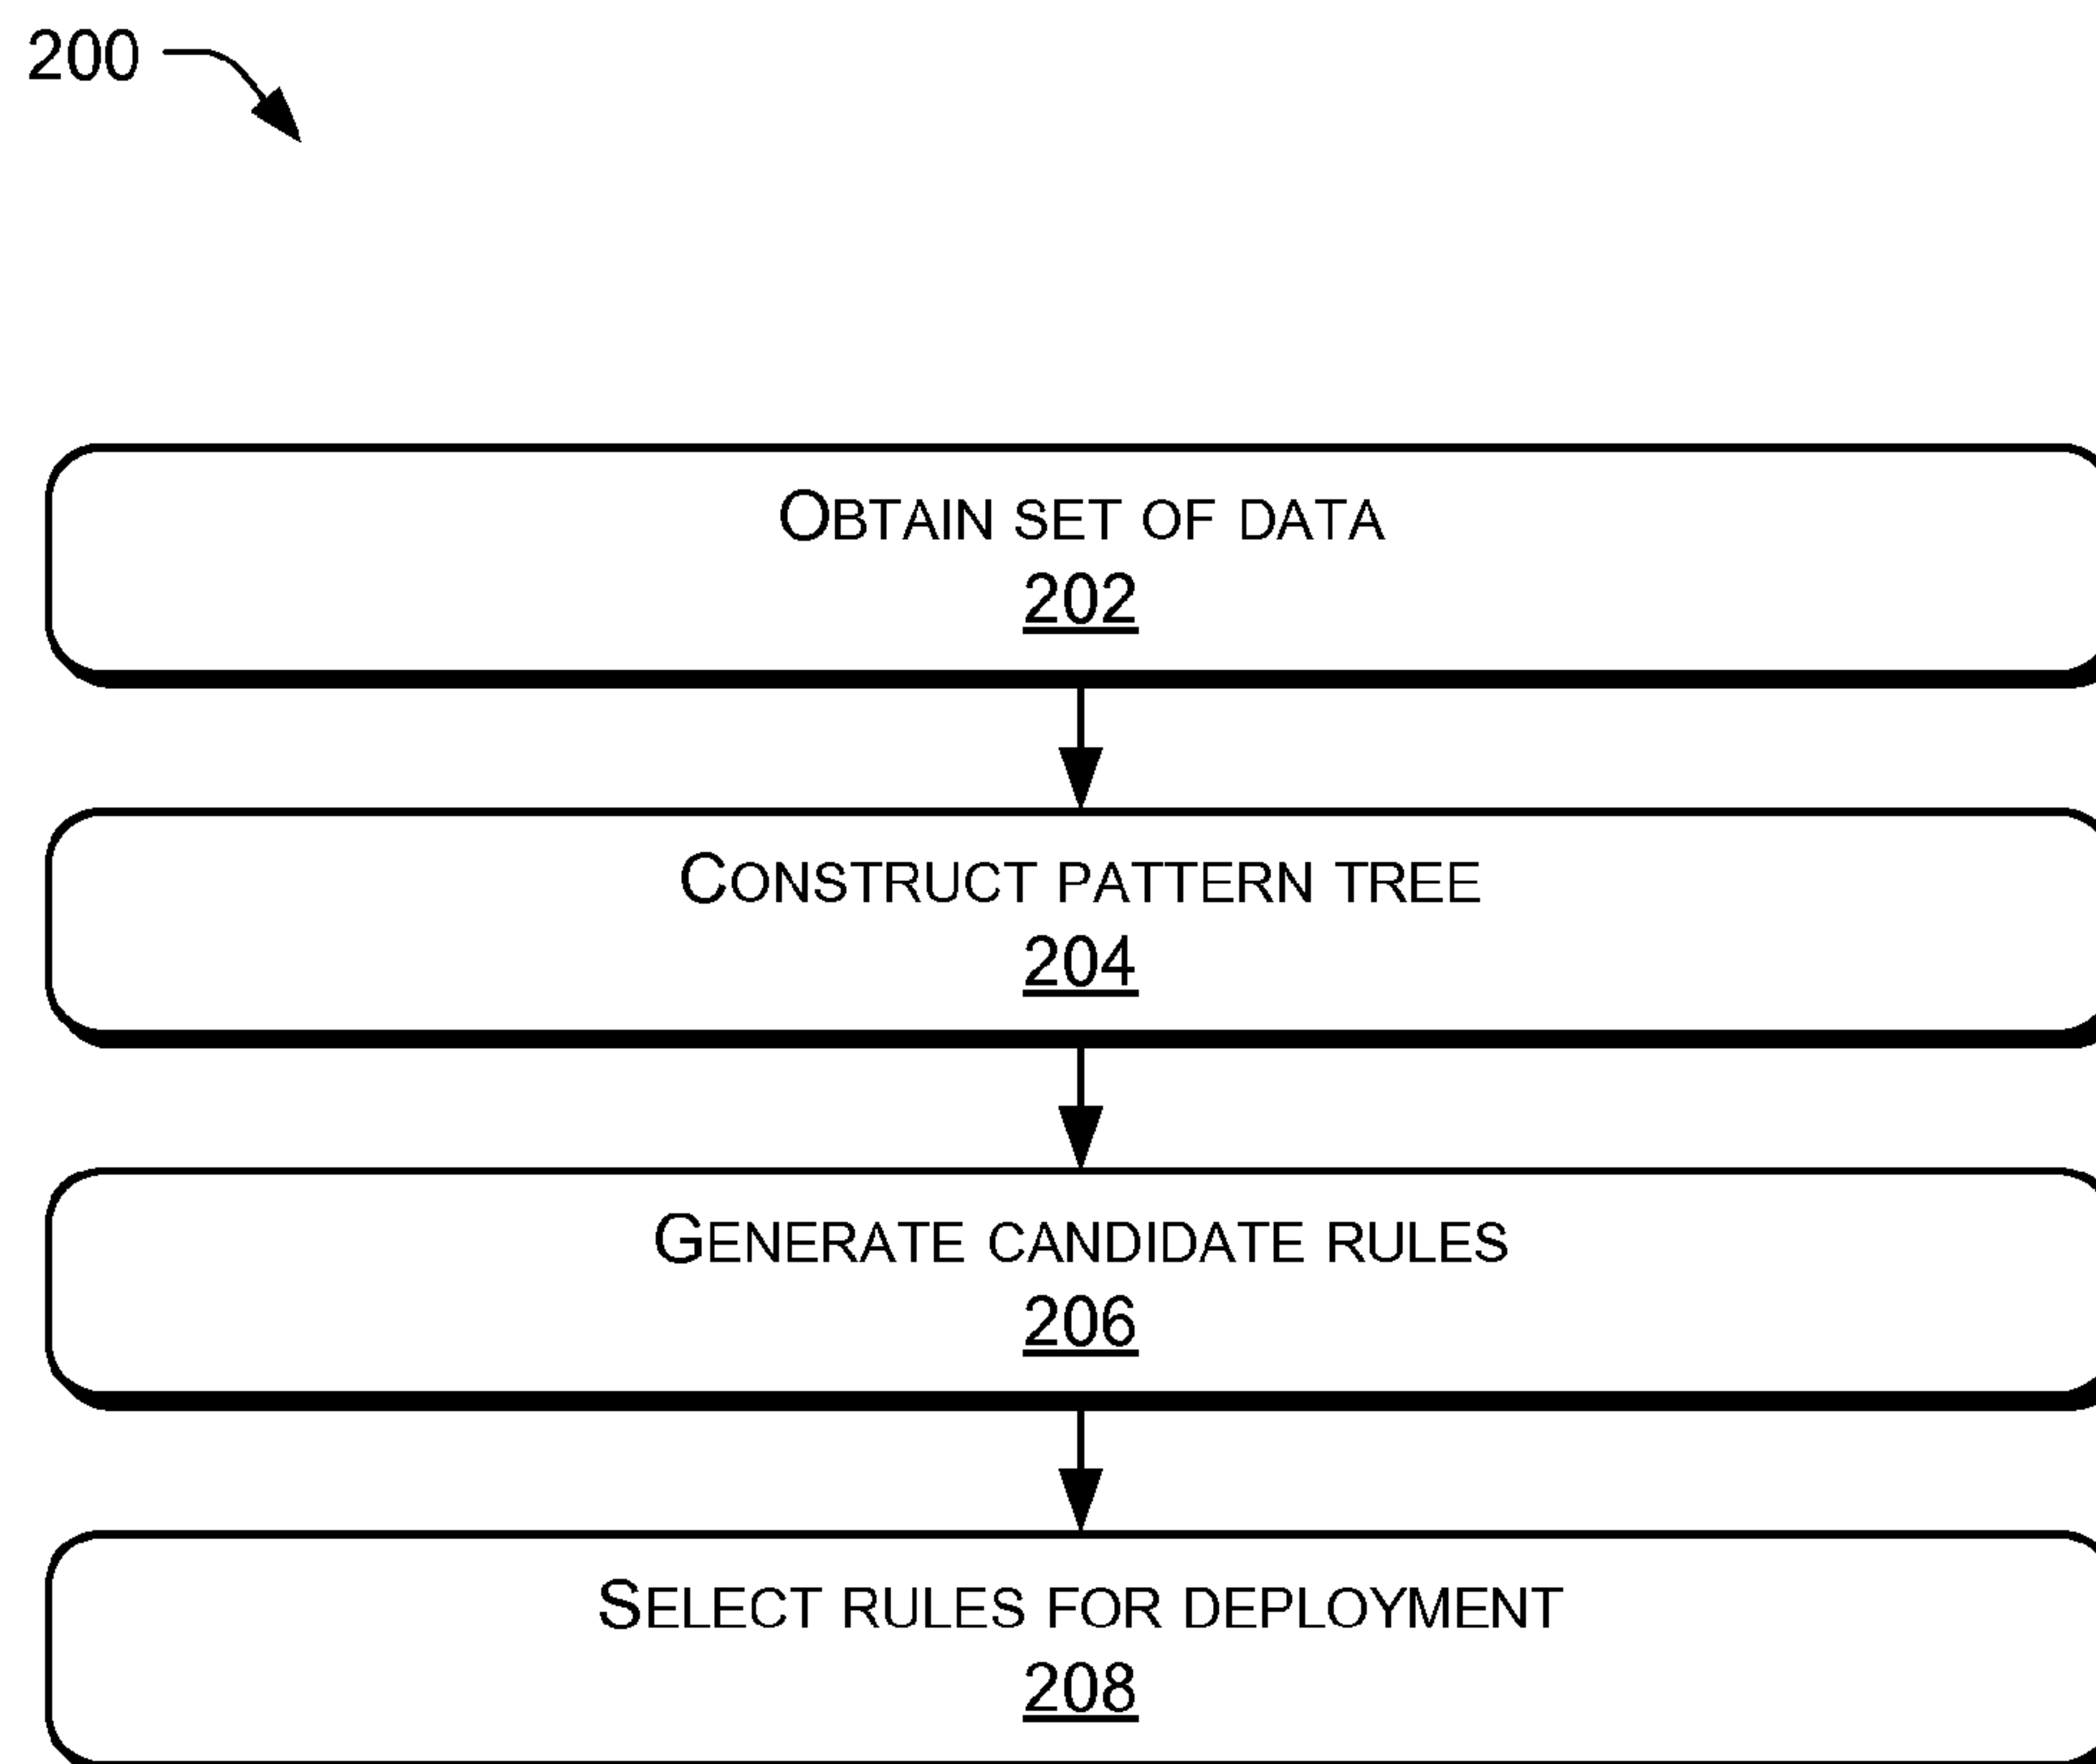 200
OBTAIN SET OF DATA
202
CONSTRUCT PATTERN TREE
204
GENERATE CANDIDATE RULES
206
SELECT RULES FOR DEPLOYMENT
208